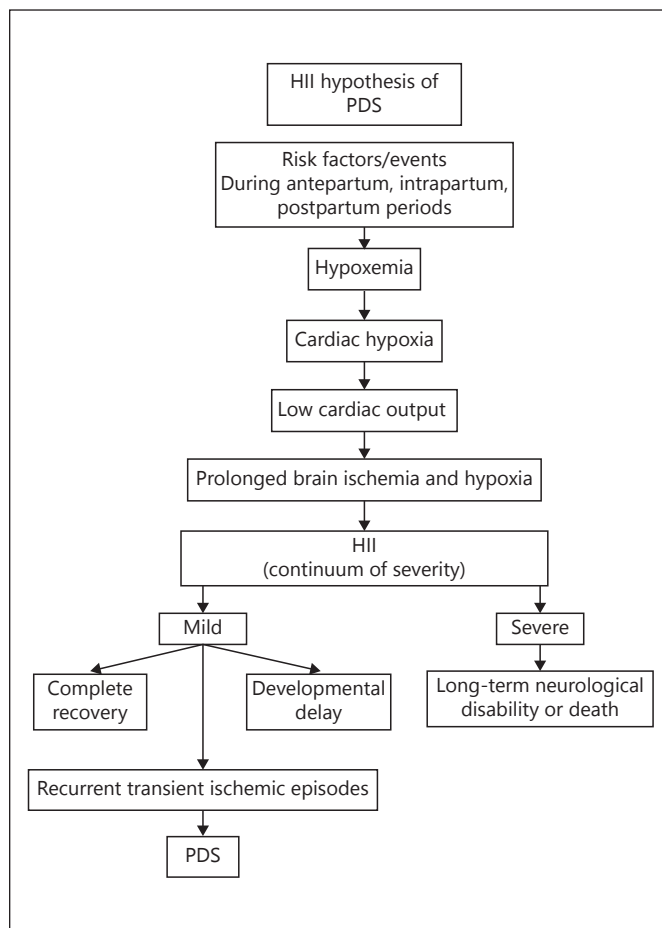 HII hypothesis of
PDS
Risk factors/events
During antepartum, intrapartum,
postpartum periods
Hypoxemia
Cardiac hypoxia
Low cardiac output
Prolonged brain ischemia and hypoxia
HII
(continuum of severity)
Mild
Severe
Complete
recovery
Developmental
delay
Long-term neurological
disability or death
Recurrent transient ischemic episodes
PDS